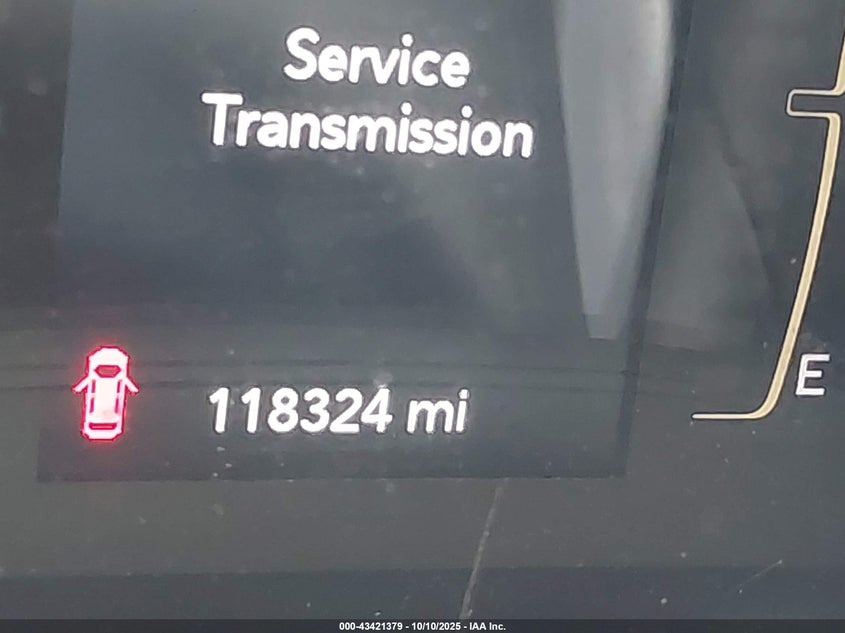 Service
Transmission
118324 mi
E
000-43421379 - 10/10/2025 - IAA Inc.